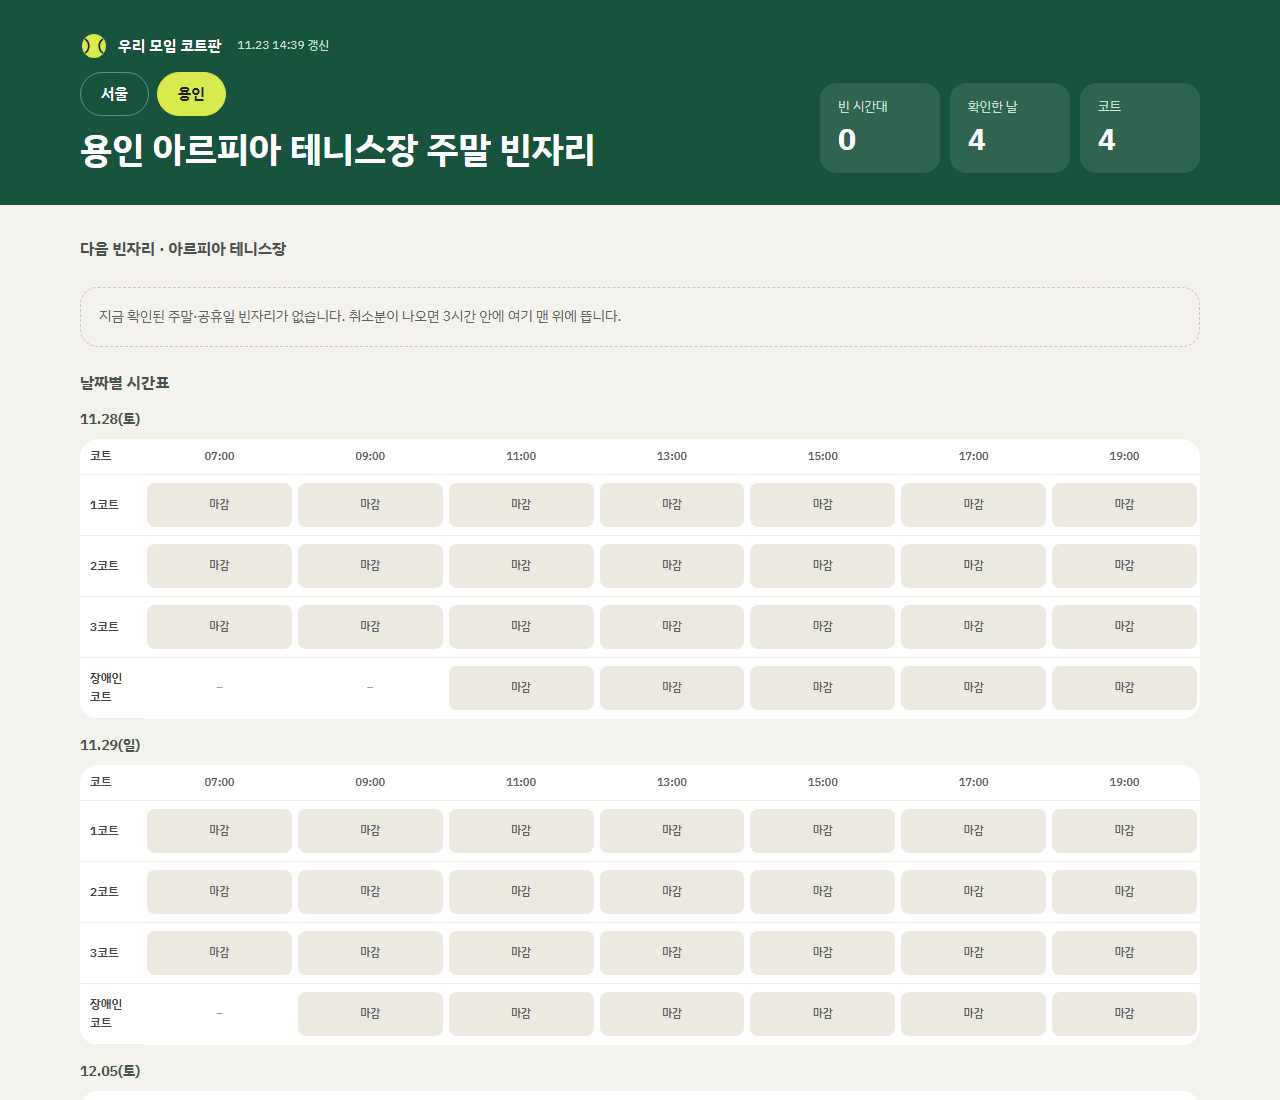 우리 모임 코트판 11.23 14:39 갱신
서울 용인
용인 아르피아 테니스장 주말 빈자리
빈 시간대 확인한 날 코트
0 4 4
다음 빈자리 · 아르피아 테니스장
지금 확인된 주말·공휴일 빈자리가 없습니다. 취소분이 나오면 3시간 안에 여기 맨 위에 뜹니다.
날짜별 시간표
11.28(토)
코트 07:00 09:00 11:00 13:00 15:00 17:00 19:00
1코트 마감 마감 마감 마감 마감 마감 마감
2코트 마감 마감 마감 마감 마감 마감 마감
3코트 마감 마감 마감 마감 마감 마감 마감
장애인
코트 – – 마감 마감 마감 마감 마감
11.29(일)
코트 07:00 09:00 11:00 13:00 15:00 17:00 19:00
1코트 마감 마감 마감 마감 마감 마감 마감
2코트 마감 마감 마감 마감 마감 마감 마감
3코트 마감 마감 마감 마감 마감 마감 마감
장애인
코트 – 마감 마감 마감 마감 마감 마감
12.05(토)